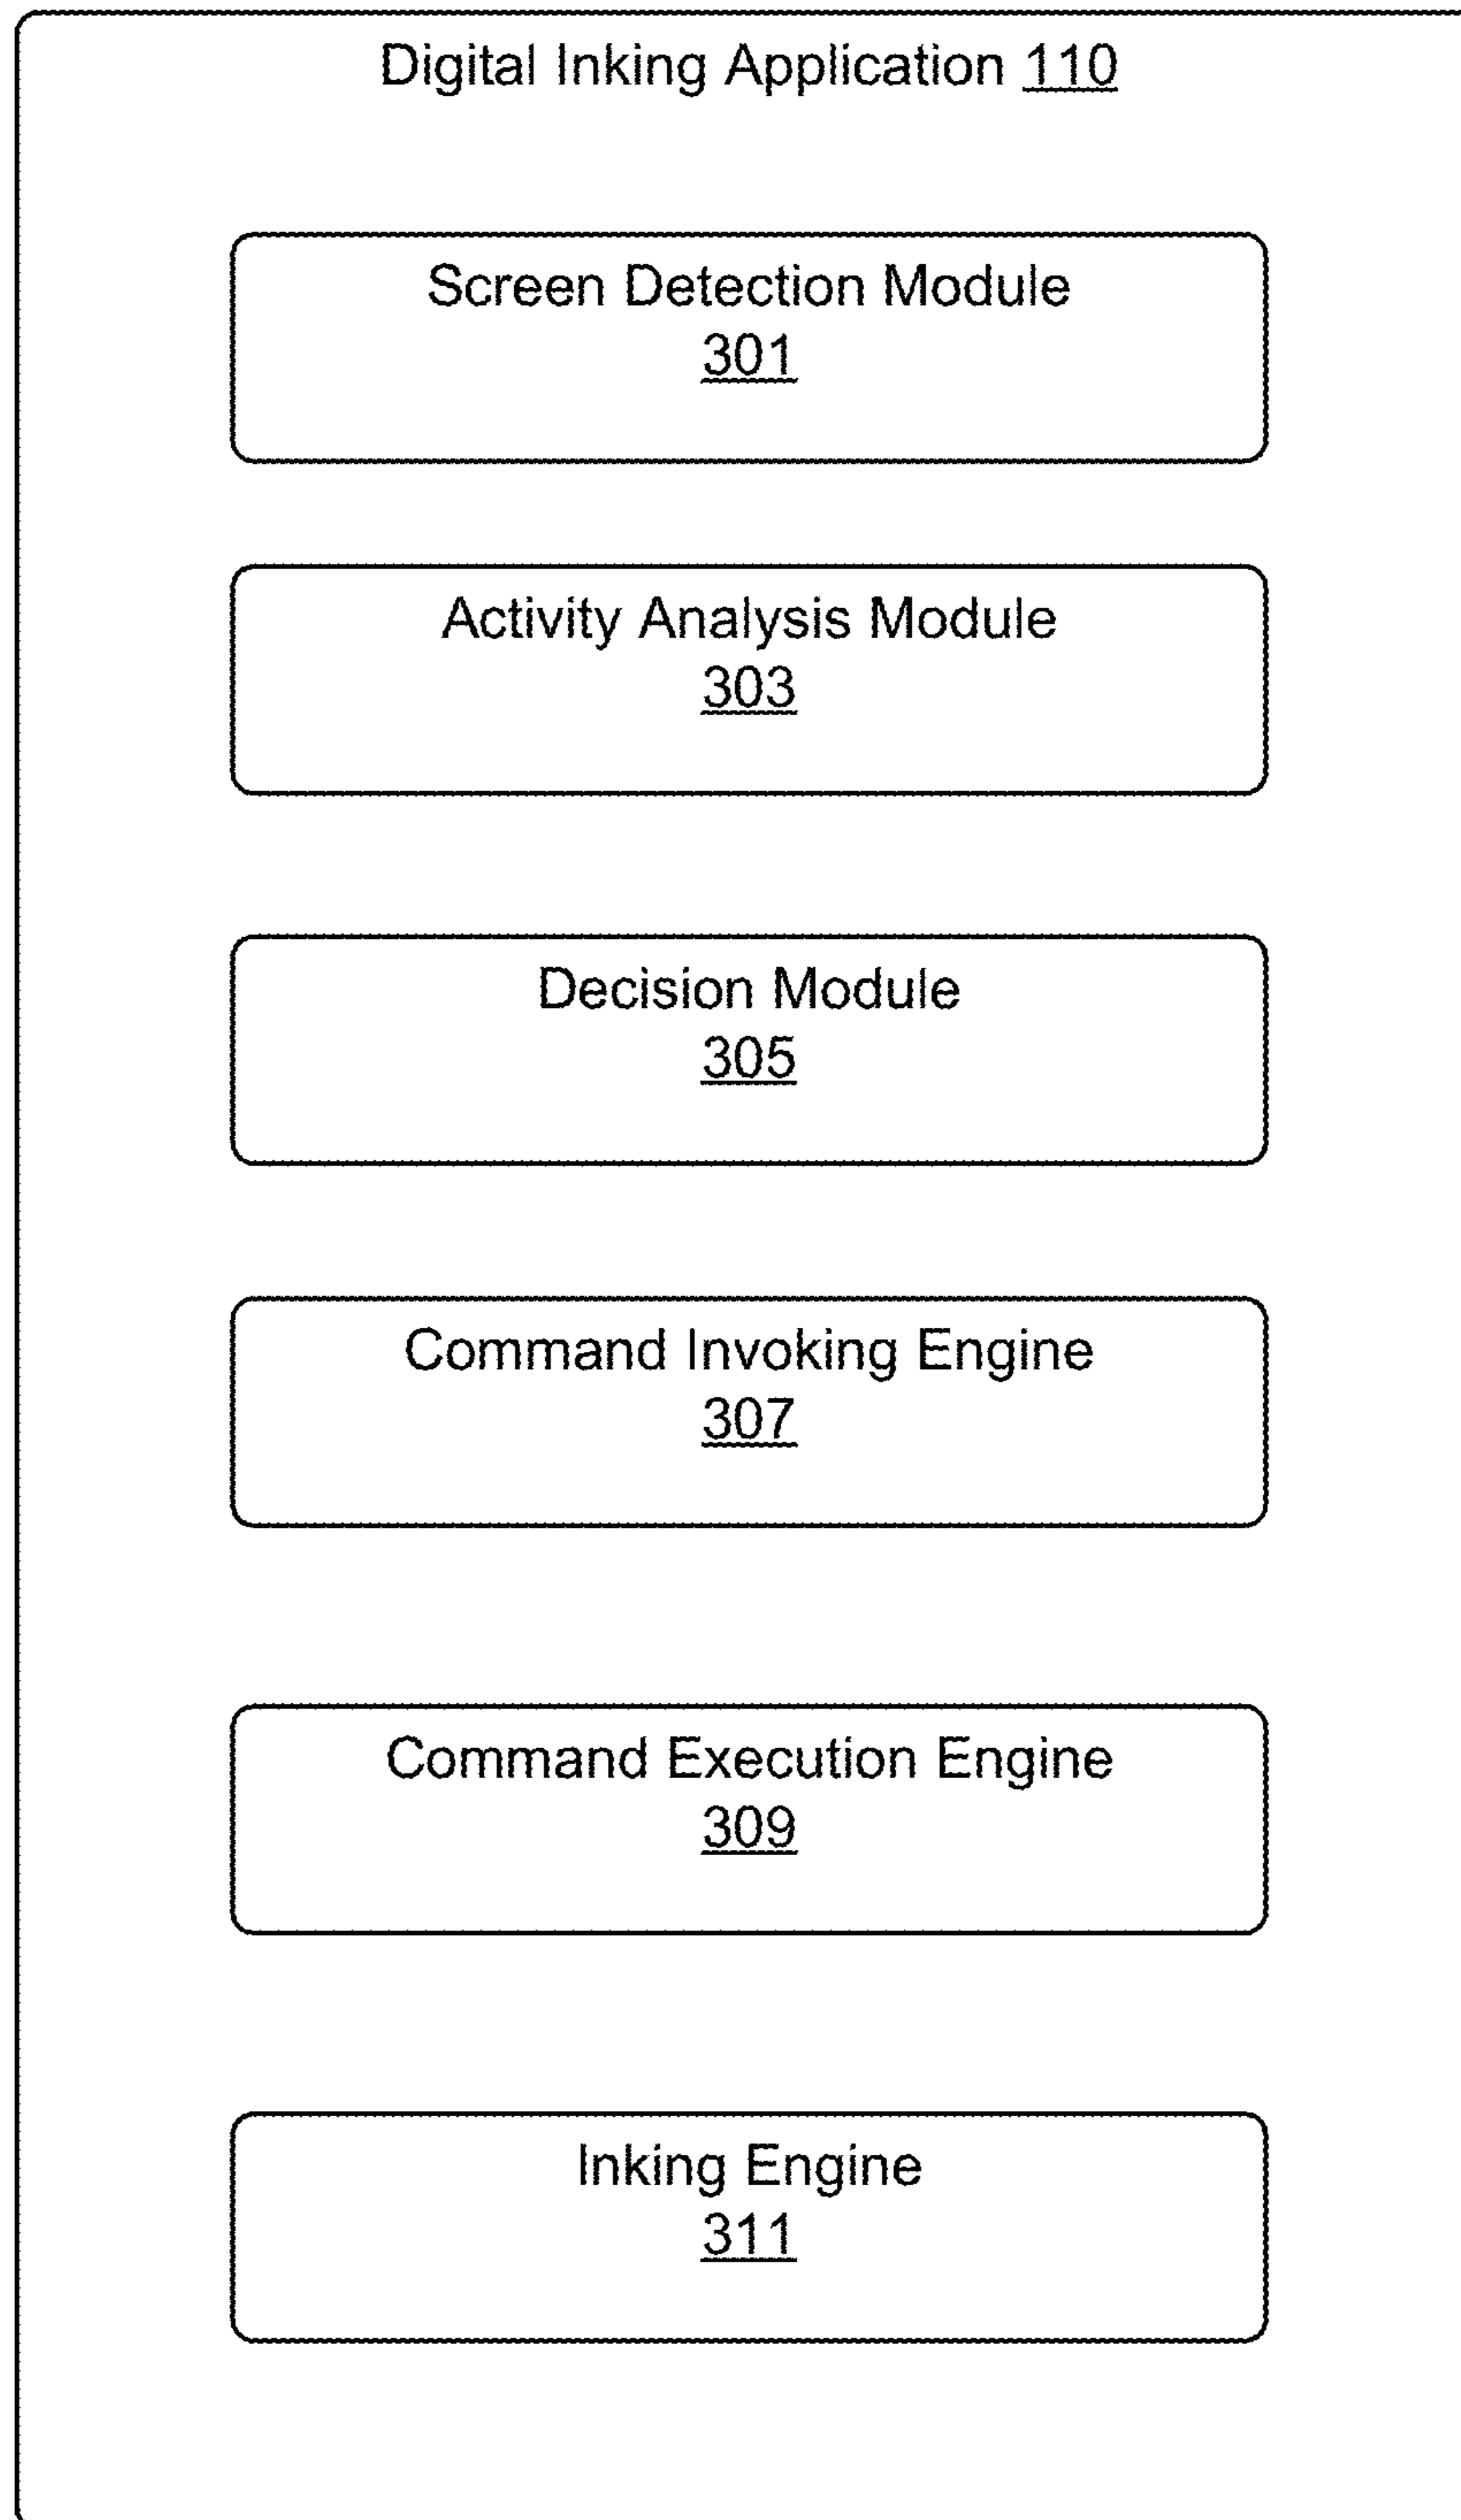 Digital Inking Application 110
Screen Detection Module
301
Activity Analysis Module
303
Decision Module
305
Command Invoking Engine
307
Command Execution Engine
309
Inking Engine
311